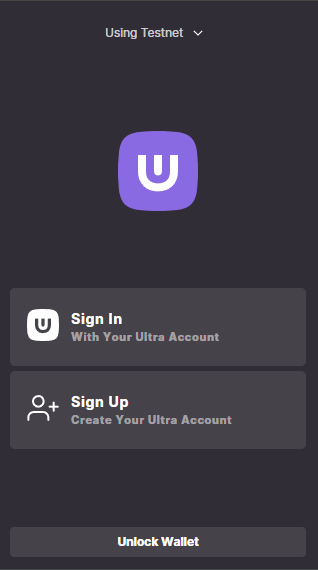 Using Testnet
Sign In
With Your Ultra Account
Sign Up
Create Your Ultra Account
Unlock Wallet